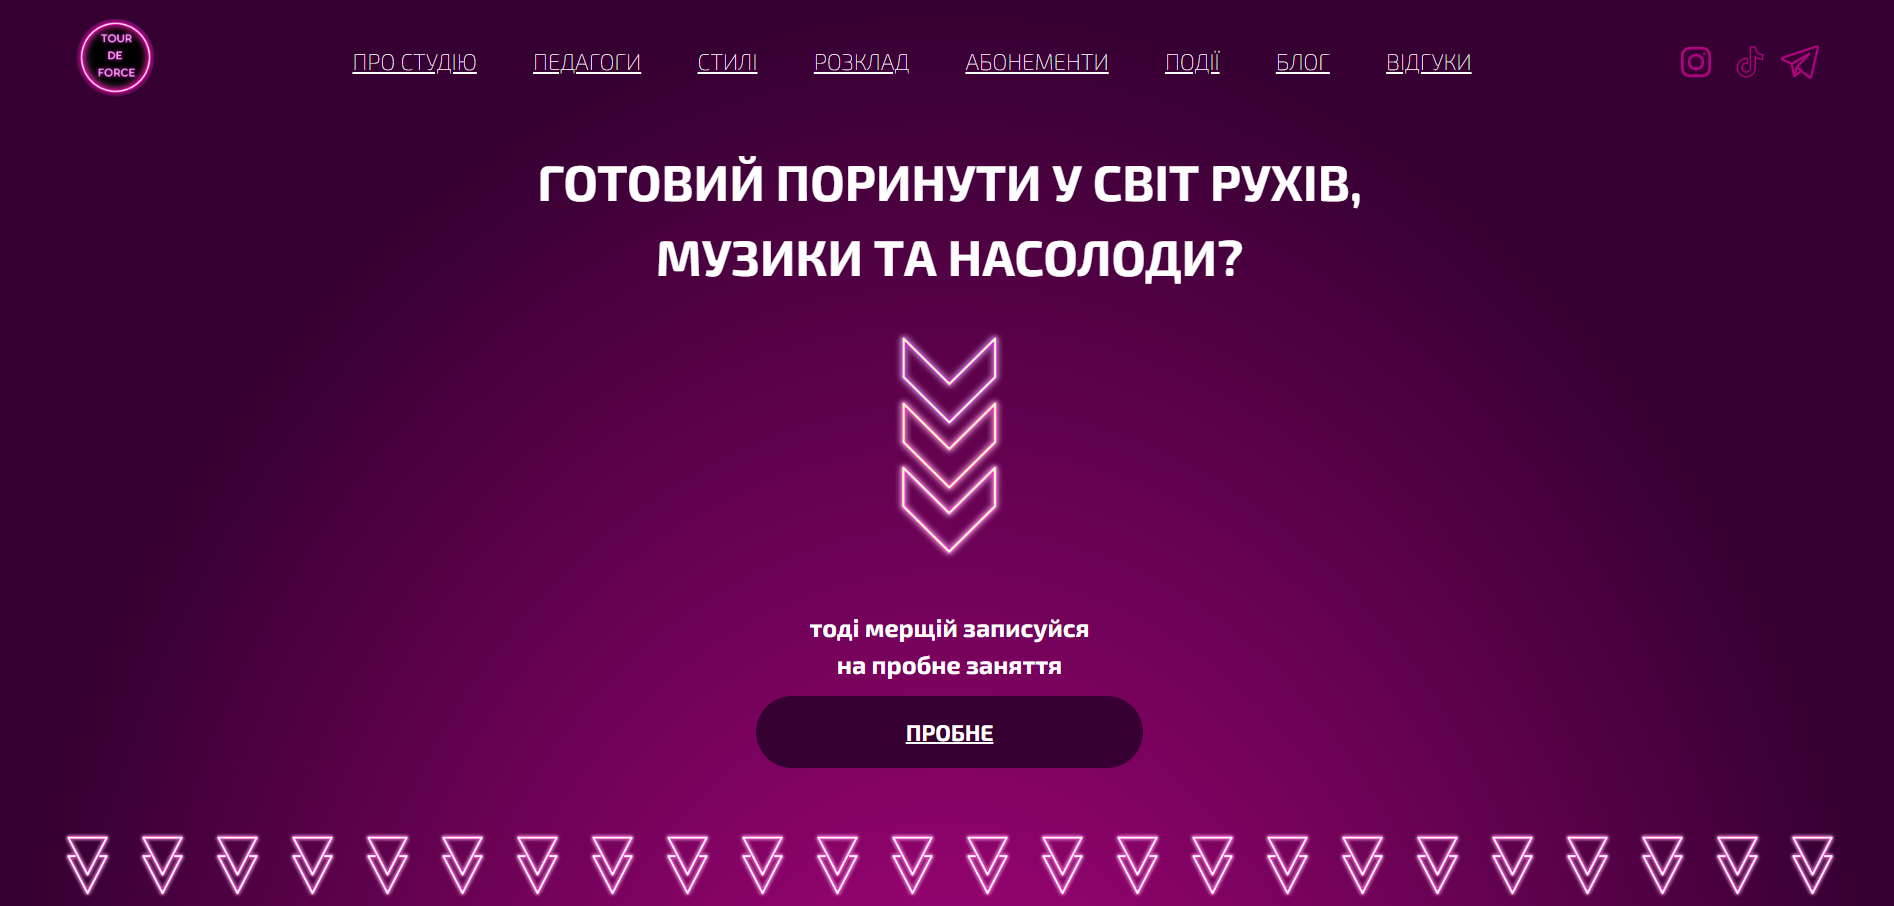 TOUR
DE
FORCE
ПРО СТУДІЮ ПЕДАГОГИ СТИЛІ РОЗКЛАД АБОНЕМЕНТИ ПОДІЇ БЛОГ ВІДГУКИ
ГОТОВИЙ ПОРИНУТИ У СВІТ РУХІВ,
МУЗИКИ ТА НАСОЛОДИ?
тоді мерщій записуйся
на пробне заняття
ПРОБНЕ